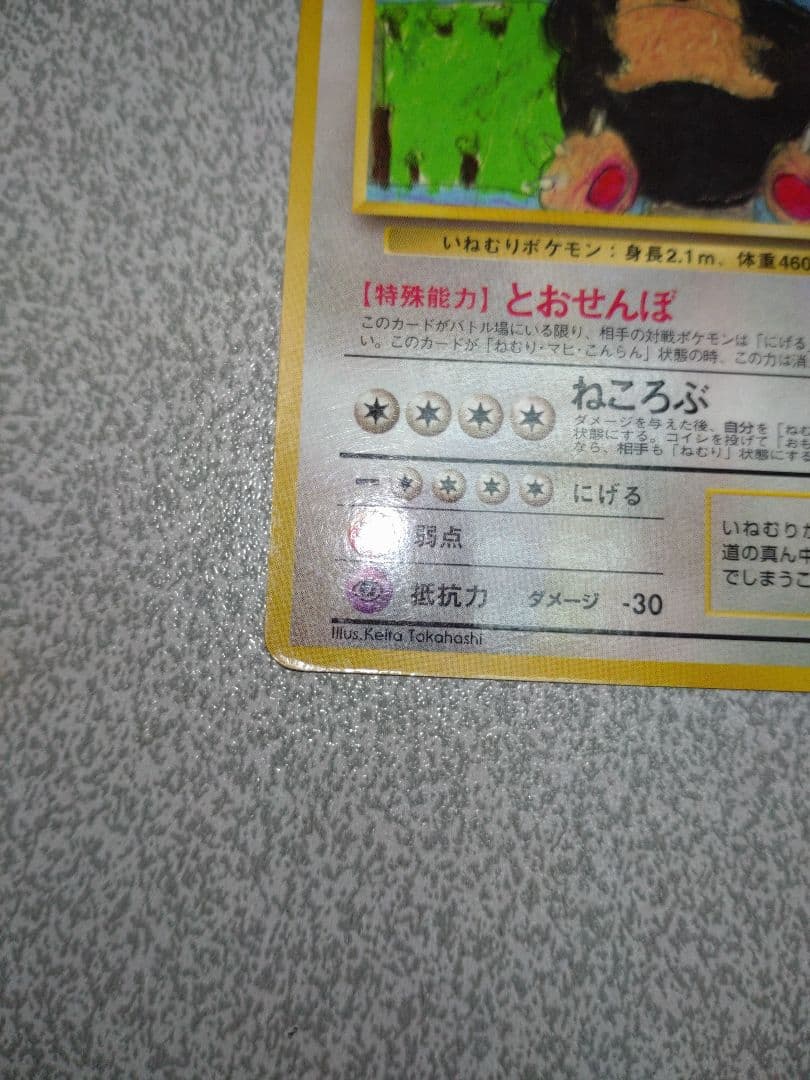 いねむりポケモン：身長2.1m、体重460
【特殊能力】とおせんぼ
このカードがバトル場にいる限り、相手の対戦ポケモンは「にげる」
い。このカードが「ねむり・マヒ・こんらん」状態の時、この力は消
ねころぶ
ダメージを与えた後、自分を「ねむ
状態にする。コインを投げて「おも
なら、相手も「ねむり」状態にする
にげる
弱点
抵抗力 ダメージ -30
Illus.Keita Takahashi
いねむりが
道の真ん中
でしまうこ